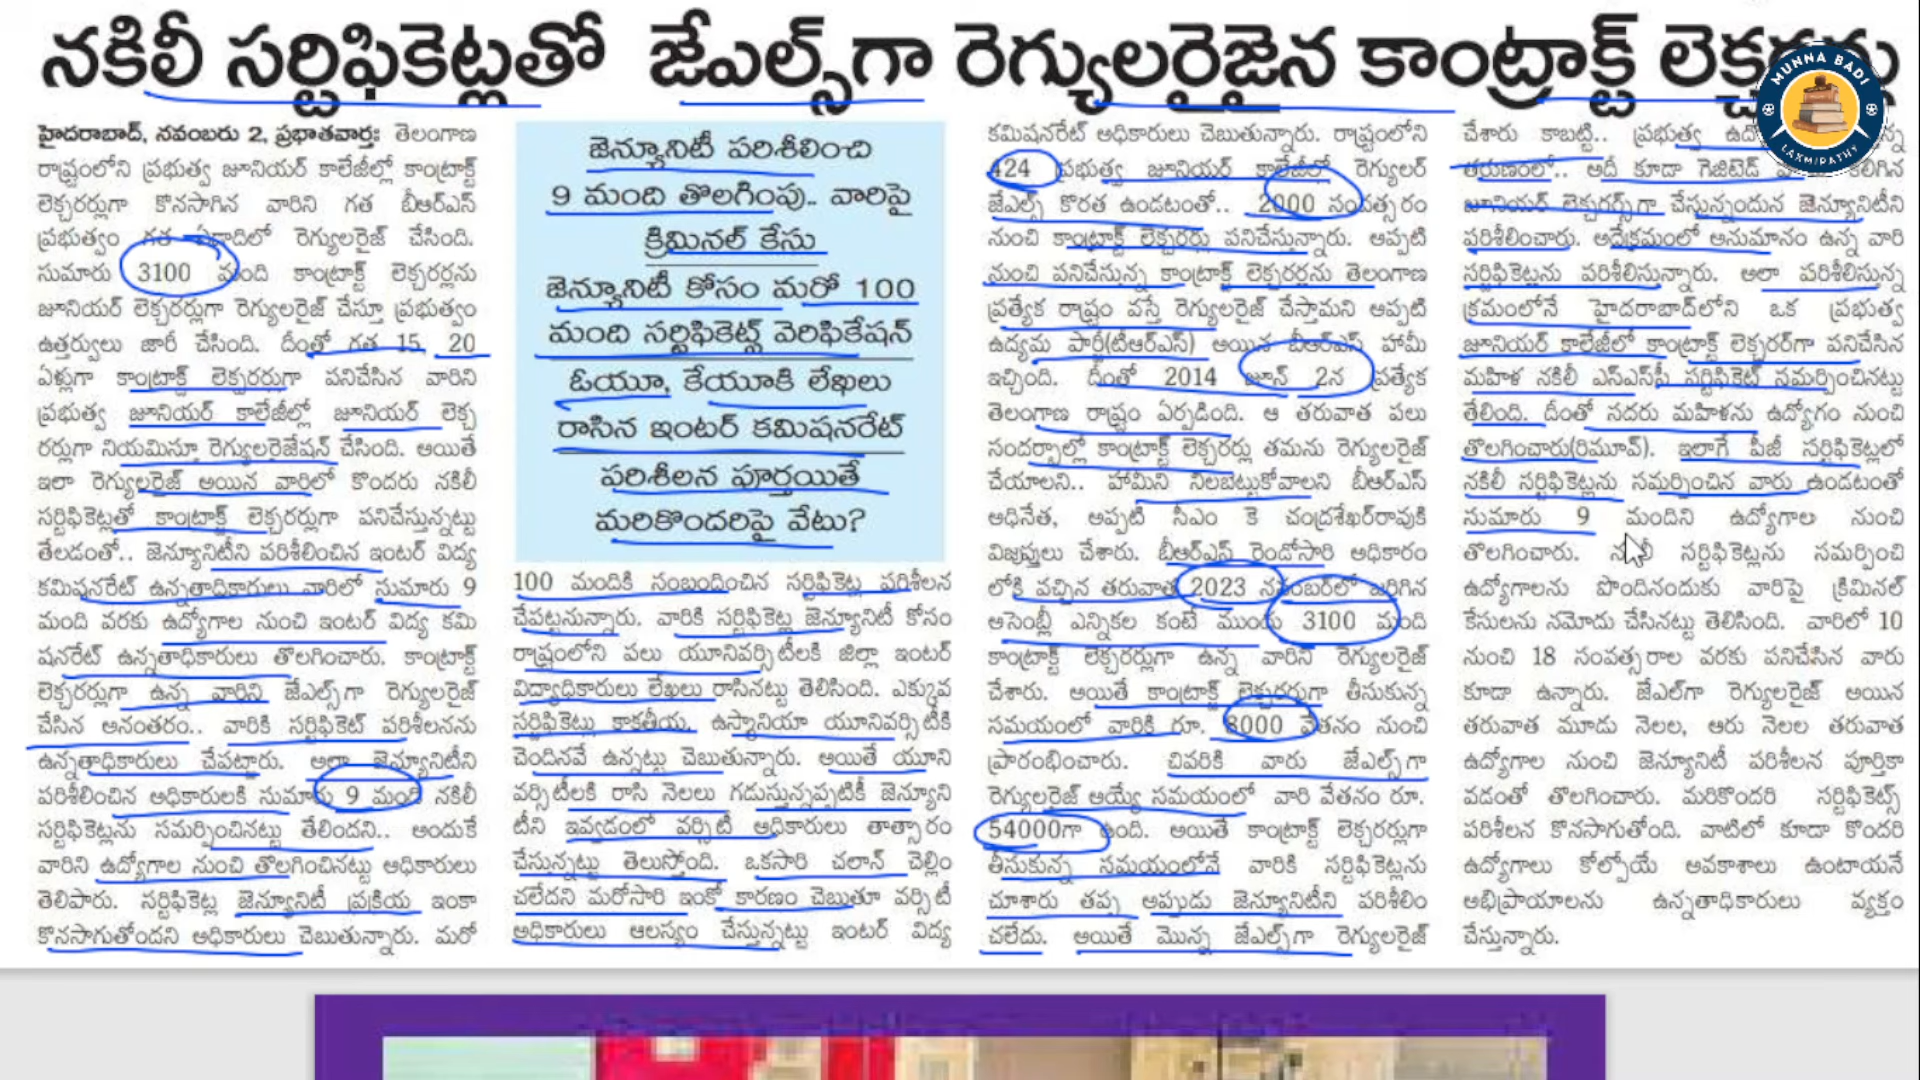 నకిలీ సర్టిఫికెట్లతో జేఎల్స్‌గా రెగ్యులరైజైన కాంట్రాక్ట్
MUNNA BADI
LAXMIPATHY
హైదరాబాద్, నవంబరు 2, ప్రభాతవార్త: తెలంగాణ
రాష్ట్రంలోని ప్రభుత్వ జూనియర్ కాలేజీల్లో కాంట్రాక్ట్
లెక్చరర్లుగా కొనసాగిన వారిని గత బీఆర్ఎస్
ప్రభుత్వం గత ఏడాదిలో రెగ్యులరైజ్ చేసింది.
సుమారు 3100 మంది కాంట్రాక్ట్ లెక్చరర్లను
జూనియర్ లెక్చరర్లుగా రెగ్యులరైజ్ చేస్తూ ప్రభుత్వం
ఉత్తర్వులు జారీ చేసింది. దీంతో గత 15, 20
ఏళ్లుగా కాంట్రాక్ట్ లెక్చరర్లుగా పనిచేసిన వారిని
ప్రభుత్వ జూనియర్ కాలేజీల్లో జూనియర్ లెక్చ
రర్లుగా నియమిస్తూ రెగ్యులరైజేషన్ చేసింది. అయితే
ఇలా రెగ్యులరైజ్ అయిన వారిలో కొందరు నకిలీ
సర్టిఫికెట్లతో కాంట్రాక్ట్ లెక్చరర్లుగా పనిచేస్తున్నట్టు
తేలడంతో.. జెన్యూనిటీని పరిశీలించిన ఇంటర్ విద్య
కమిషనరేట్ ఉన్నతాధికారులు వారిలో సుమారు 9
మంది వరకు ఉద్యోగాల నుంచి ఇంటర్ విద్య కమి
షనరేట్ ఉన్నతాధికారులు తొలగించారు. కాంట్రాక్ట్
లెక్చరర్లుగా ఉన్న వారిని జేఎల్స్‌గా రెగ్యులరైజ్
చేసిన అనంతరం.. వారికి సర్టిఫికెట్ పరిశీలనను
ఉన్నతాధికారులు చేపట్టారు. అలా జెన్యూనిటీని
పరిశీలించిన అధికారులకి సుమారు 9 మంది నకిలీ
సర్టిఫికెట్లను సమర్పించినట్టు తేలిందని.. అందుకే
వారిని ఉద్యోగాల నుంచి తొలగించినట్టు అధికారులు
తెలిపారు. సర్టిఫికెట్ల జెన్యూనిటీ ప్రక్రియ ఇంకా
కొనసాగుతోందని అధికారులు చెబుతున్నారు. మరో
జెన్యూనిటీ పరిశీలించి
9 మంది తొలగింపు.. వారిపై
క్రిమినల్ కేసు
జెన్యూనిటీ కోసం మరో 100
మంది సర్టిఫికెట్స్ వెరిఫికేషన్
ఓయూ, కేయూకి లేఖలు
రాసిన ఇంటర్ కమిషనరేట్
పరిశీలన పూర్తయితే
మరికొందరిపై వేటు?
100 మందికి సంబంధించిన సర్టిఫికెట్ల పరిశీలన
చేపట్టనున్నారు. వారికి సర్టిఫికెట్ల జెన్యూనిటీ కోసం
రాష్ట్రంలోని పలు యూనివర్సిటీలకి జిల్లా ఇంటర్
విద్యాధికారులు లేఖలు రాసినట్టు తెలిసింది. ఎక్కువ
సర్టిఫికెట్లు కాకతీయ, ఉస్మానియా యూనివర్సిటీకి
చెందినవే ఉన్నట్టు చెబుతున్నారు. అయితే యూని
వర్సిటీలకి రాసి నెలలు గడుస్తున్నప్పటికీ జెన్యూని
టీని ఇవ్వడంలో వర్సిటీ అధికారులు తాత్సారం
చేస్తున్నట్టు తెలుస్తోంది. ఒకసారి చలాన్ చెల్లిం
చలేదని మరోసారి ఇంకో కారణం చెబుతూ వర్సిటీ
అధికారులు ఆలస్యం చేస్తున్నట్టు ఇంటర్ విద్య
కమిషనరేట్ అధికారులు చెబుతున్నారు. రాష్ట్రంలోని
424 ప్రభుత్వ జూనియర్ కాలేజీలో రెగ్యులర్
జేఎల్స్ కొరత ఉండటంతో.. 2000 సంవత్సరం
నుంచి కాంట్రాక్ట్ లెక్చరర్లు పనిచేస్తున్నారు. అప్పటి
నుంచి పనిచేస్తున్న కాంట్రాక్ట్ లెక్చరర్లను తెలంగాణ
ప్రత్యేక రాష్ట్రం వస్తే రెగ్యులరైజ్ చేస్తామని అప్పటి
ఉద్యమ పార్టీ(టీఆర్ఎస్) అయిన బీఆర్ఎస్ హామీ
ఇచ్చింది. దీంతో 2014 జూన్ 2న ప్రత్యేక
తెలంగాణ రాష్ట్రం ఏర్పడింది. ఆ తరువాత పలు
సందర్భాల్లో కాంట్రాక్ట్ లెక్చరర్లు తమను రెగ్యులరైజ్
చేయాలని.. హామీని నిలబెట్టుకోవాలని బీఆర్ఎస్
అధినేత, అప్పటి సీఎం కె చంద్రశేఖర్‌రావుకి
విజ్ఞప్తులు చేశారు. బీఆర్ఎస్ రెండోసారి అధికారం
లోకి వచ్చిన తరువాత 2023 నవంబర్‌లో జరిగిన
అసెంబ్లీ ఎన్నికల కంటే ముందు 3100 మంది
కాంట్రాక్ట్ లెక్చరర్లుగా ఉన్న వారిని రెగ్యులరైజ్
చేశారు. అయితే కాంట్రాక్ట్ లెక్చరర్లుగా తీసుకున్న
సమయంలో వారికి రూ. 8000 వేతనం నుంచి
ప్రారంభించారు. చివరికి వారు జేఎల్స్‌గా
రెగ్యులరైజ్ అయ్యే సమయంలో వారి వేతనం రూ.
54000గా ఉంది. అయితే కాంట్రాక్ట్ లెక్చరర్లుగా
తీసుకున్న సమయంలోనే వారికి సర్టిఫికెట్లను
చూశారు తప్ప అప్పుడు జెన్యూనిటీని పరిశీలిం
చలేదు. అయితే మొన్న జేఎల్స్‌గా రెగ్యులరైజ్
చేశారు కాబట్టి.. ప్రభుత్వ
తరుణంలో.. అదీ కూడా గెజిటెడ్ కలిగిన
జూనియర్ లెక్చరర్స్‌గా చేస్తున్నందున జెన్యూనిటీని
పరిశీలించారు. అనేక్రమంలో అనుమానం ఉన్న వారి
సర్టిఫికెట్లను పరిశీలిస్తున్నారు. అలా పరిశీలిస్తున్న
క్రమంలోనే హైదరాబాద్‌లోని ఒక ప్రభుత్వ
జూనియర్ కాలేజీలో కాంట్రాక్ట్ లెక్చరర్‌గా పనిచేసిన
మహిళ నకిలీ ఎస్ఎస్‌సీ సర్టిఫికెట్ సమర్పించినట్టు
తేలింది. దీంతో సదరు మహిళను ఉద్యోగం నుంచి
తొలగించారు(రిమూవ్). ఇలాగే పీజీ సర్టిఫికెట్లలో
నకిలీ సర్టిఫికెట్లను సమర్పించిన వారు ఉండటంతో
సుమారు 9 మందిని ఉద్యోగాల నుంచి
తొలగించారు. నకిలీ సర్టిఫికెట్లను సమర్పించి
ఉద్యోగాలను పొందినందుకు వారిపై క్రిమినల్
కేసులను నమోదు చేసినట్టు తెలిసింది. వారిలో 10
నుంచి 18 సంవత్సరాల వరకు పనిచేసిన వారు
కూడా ఉన్నారు. జేఎల్‌గా రెగ్యులరైజ్ అయిన
తరువాత మూడు నెలల, ఆరు నెలల తరువాత
ఉద్యోగాల నుంచి జెన్యూనిటీ పరిశీలన పూర్తికా
వడంతో తొలగించారు. మరికొందరి సర్టిఫికెట్స్
పరిశీలన కొనసాగుతోంది. వాటిలో కూడా కొందరి
ఉద్యోగాలు కోల్పోయే అవకాశాలు ఉంటాయనే
అభిప్రాయాలను ఉన్నతాధికారులు వ్యక్తం
చేస్తున్నారు.